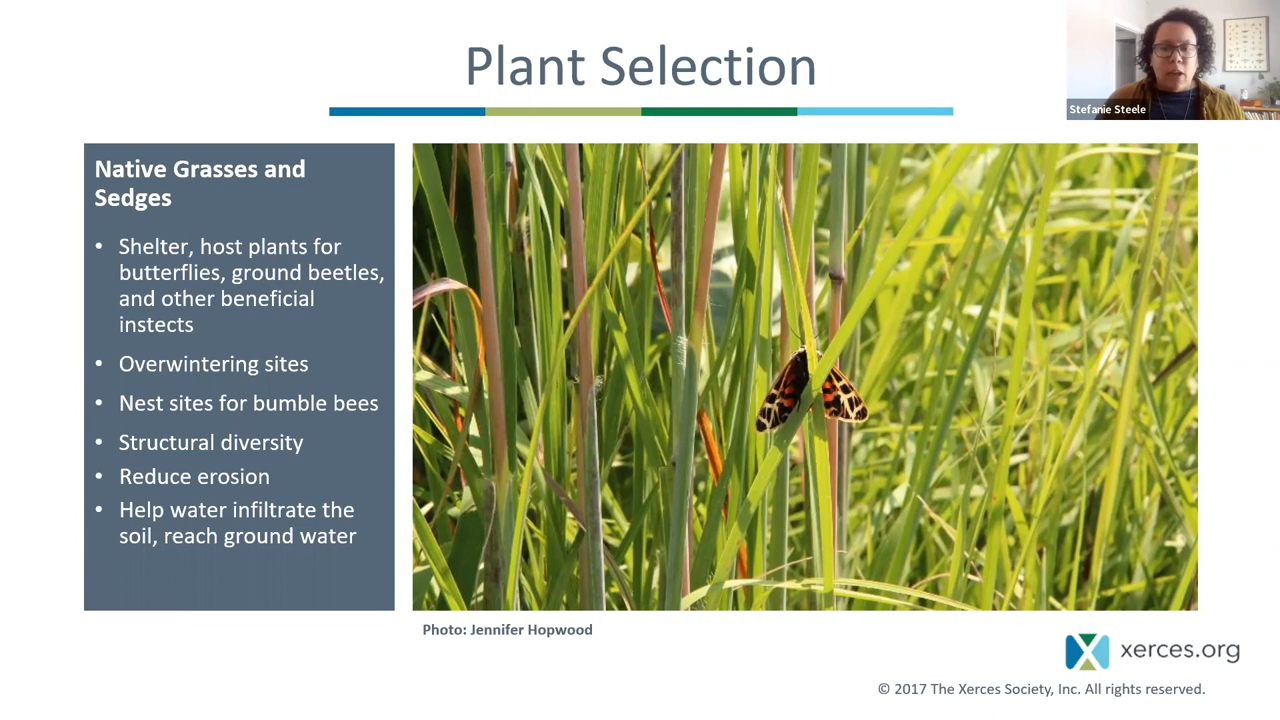 Plant Selection
Stefanie Steele
Native Grasses and
Sedges
• Shelter, host plants for
butterflies, ground beetles,
and other beneficial
instects
• Overwintering sites
• Nest sites for bumble bees
• Structural diversity
• Reduce erosion
• Help water infiltrate the
soil, reach ground water
Photo: Jennifer Hopwood
xerces.org
© 2017 The Xerces Society, Inc. All rights reserved.